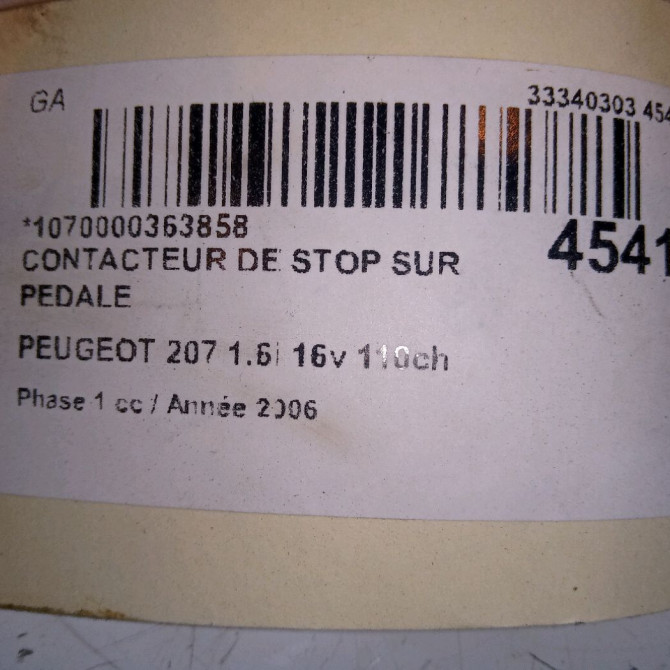 GA
33340303 454
*1070000363858
4541
CONTACTEUR DE STOP SUR
PEDALE
PEUGEOT 207 1.6i 16v 110ch
Phase 1 cc / Année 2006